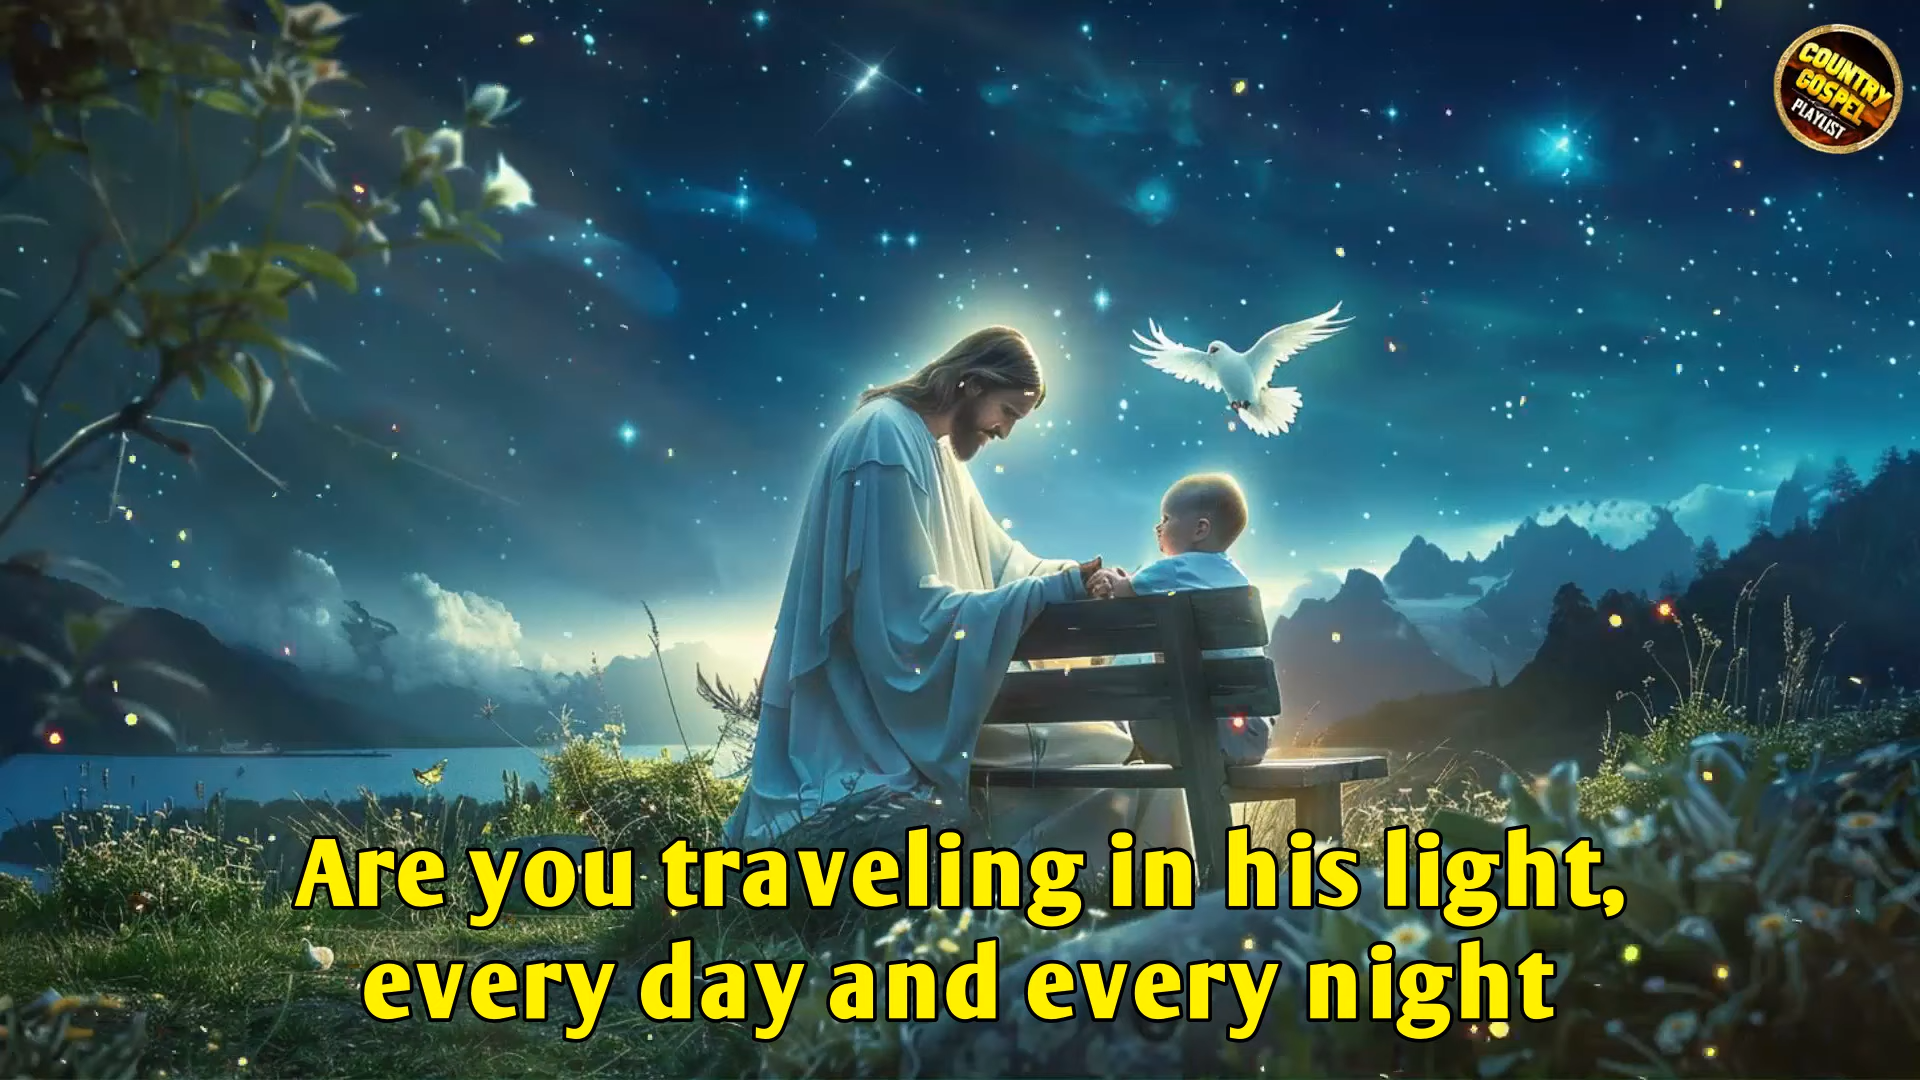 COUNTRY
GOSPEL
PLAYLIST
Are you traveling in his light,
every day and every night